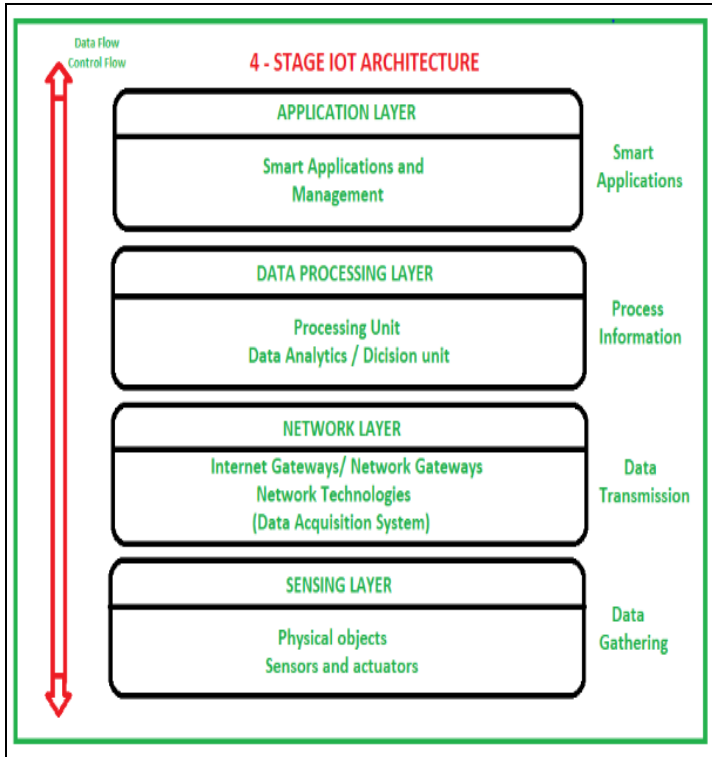 Data Flow
Control Flow
4 - STAGE IOT ARCHITECTURE
APPLICATION LAYER
Smart Applications and
Management
Smart
Applications
DATA PROCESSING LAYER
Processing Unit
Data Analytics / Dicision unit
Process
Information
NETWORK LAYER
Internet Gateways/ Network Gateways
Network Technologies
(Data Acquisition System)
Data
Transmission
SENSING LAYER
Physical objects
Sensors and actuators
Data
Gathering